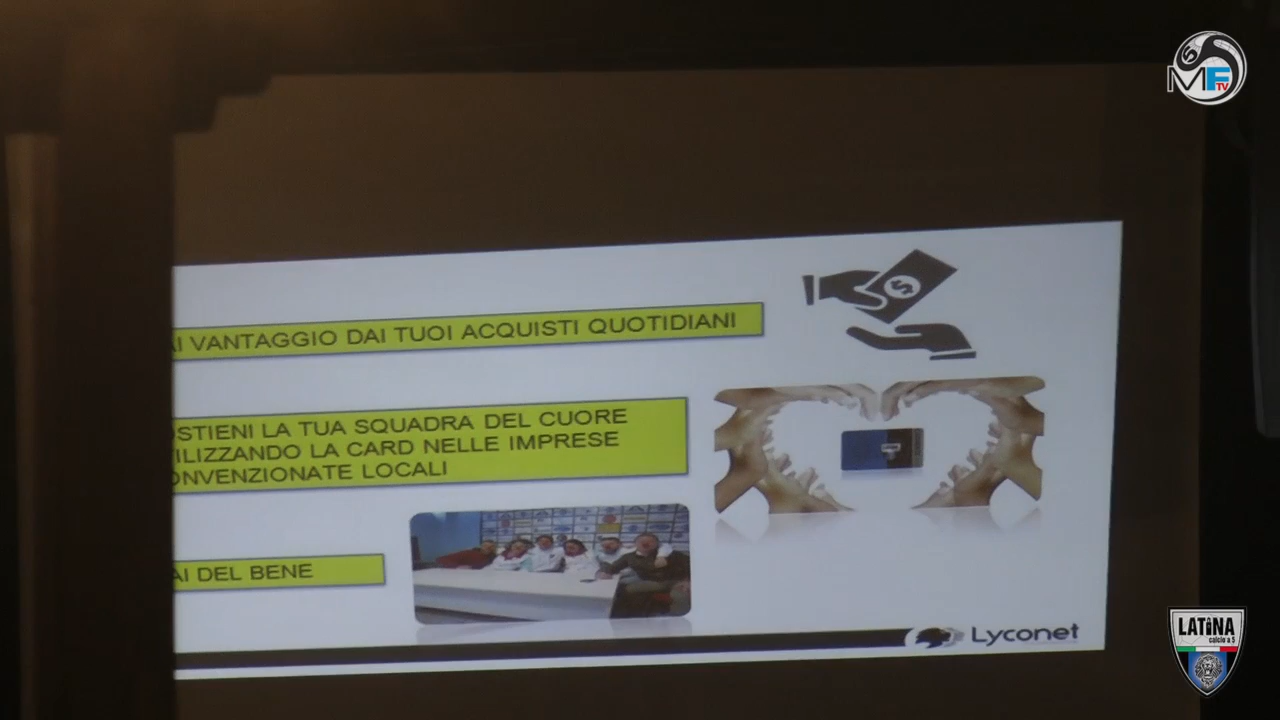 MF TV
AI VANTAGGIO DAI TUOI ACQUISTI QUOTIDIANI
$
STIENI LA TUA SQUADRA DEL CUORE
ILIZZANDO LA CARD NELLE IMPRESE
ONVENZIONATE LOCALI
AI DEL BENE
Lyconet
LATINA
calcio a 5